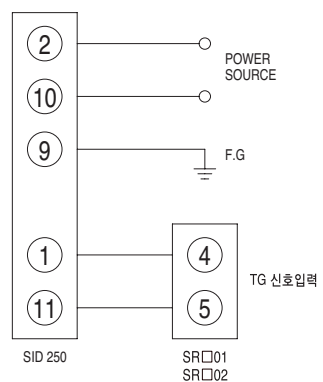 2
POWER
SOURCE
10
9
F.G
1
4
TG 신호입력
11
5
SID 250
SR□01
SR□02